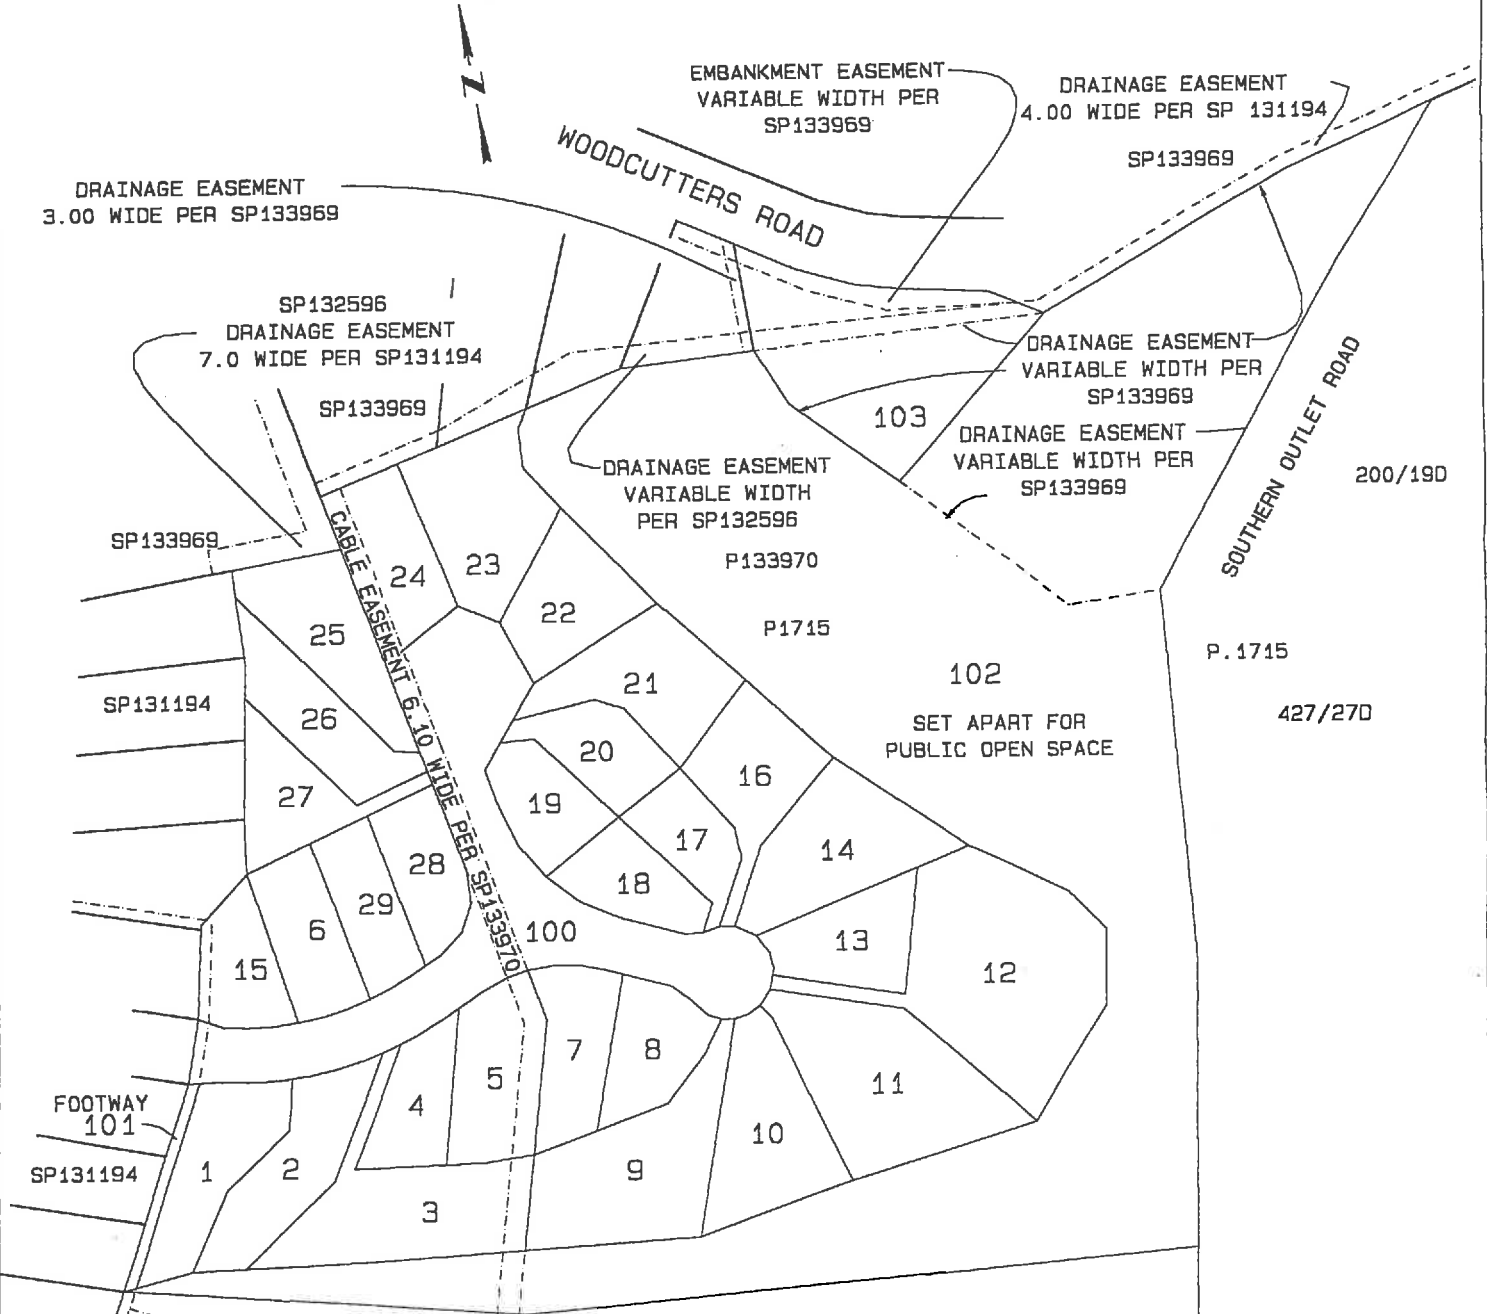 N
EMBANKMENT EASEMENT
VARIABLE WIDTH PER
SP133969
DRAINAGE EASEMENT
4.00 WIDE PER SP 131194
SP133969
WOODCUTTERS ROAD
DRAINAGE EASEMENT
3.00 WIDE PER SP133969
SP132596
DRAINAGE EASEMENT
7.0 WIDE PER SP131194
SP133969
DRAINAGE EASEMENT
VARIABLE WIDTH PER
SP133969
103
DRAINAGE EASEMENT
VARIABLE WIDTH PER
SP133969
DRAINAGE EASEMENT
VARIABLE WIDTH
PER SP132596
SOUTHERN OUTLET ROAD
200/19D
SP133969
CABLE EASEMENT 6.10 WIDE PER SP133970
P133970
P1715
102
SET APART FOR
PUBLIC OPEN SPACE
P.1715
427/27D
24
23
22
25
21
SP131194
26
20
16
27
19
17
14
28
18
29
6
100
13
15
12
7
8
5
11
4
FOOTWAY
101
10
SP131194
1
2
9
3